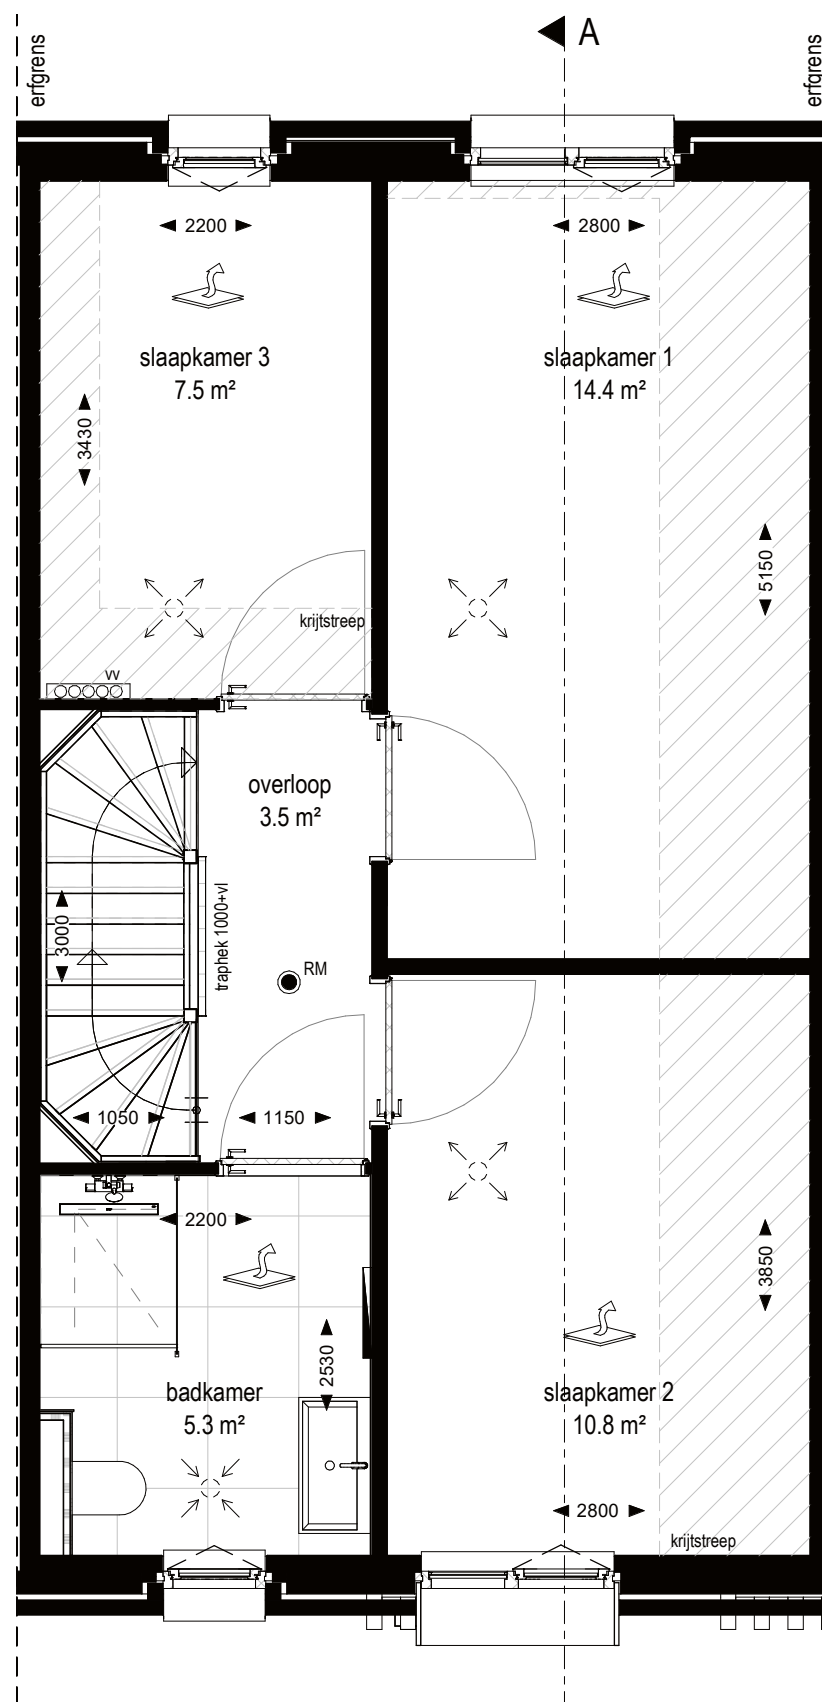 erfgrens
A
erfgrens
2200
2800
slaapkamer 3
7.5 m²
slaapkamer 1
14.4 m²
3430
5150
krijtstreep
vv
overloop
3.5 m²
3000
traphek 1000+vl
RM
1050
1150
2200
3850
2530
badkamer
5.3 m²
slaapkamer 2
10.8 m²
2800
krijtstreep